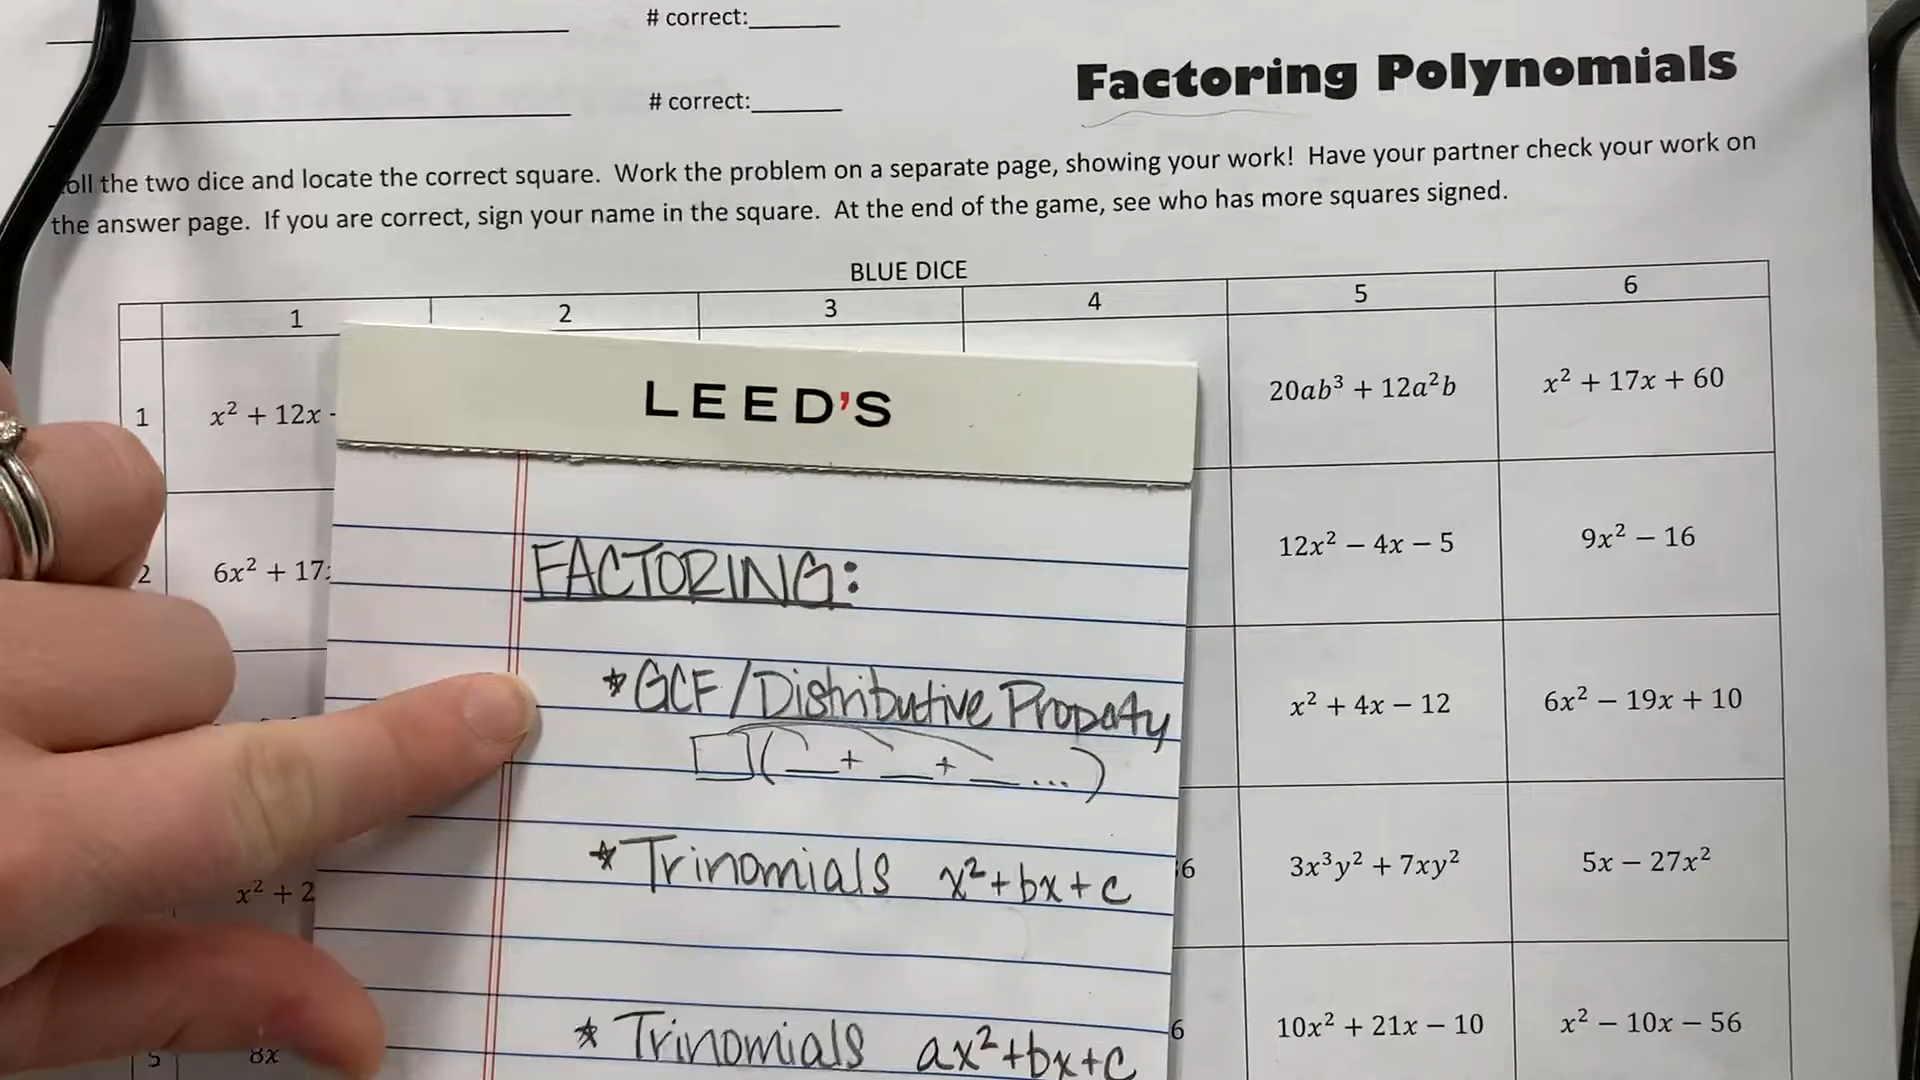 # correct:
# correct:
Factoring Polynomials
oll the two dice and locate the correct square. Work the problem on a separate page, showing your work! Have your partner check your work on
the answer page. If you are correct, sign your name in the square. At the end of the game, see who has more squares signed.
BLUE DICE
1 2 3 4 5 6
1 x² + 12x - 20ab³ + 12a²b x² + 17x + 60
2 6x² + 17 12x² − 4x − 5 9x² − 16
x² + 4x − 12 6x² − 19x + 10
x² + 2 6 3x³y² + 7xy² 5x − 27x²
5 8x 6 10x² + 21x − 10 x² − 10x − 56
LEED'S
FACTORING:
* GCF/Distributive Property
□(_ + _ + _ ...)
* Trinomials x²+bx+c
* Trinomials ax²+bx+c